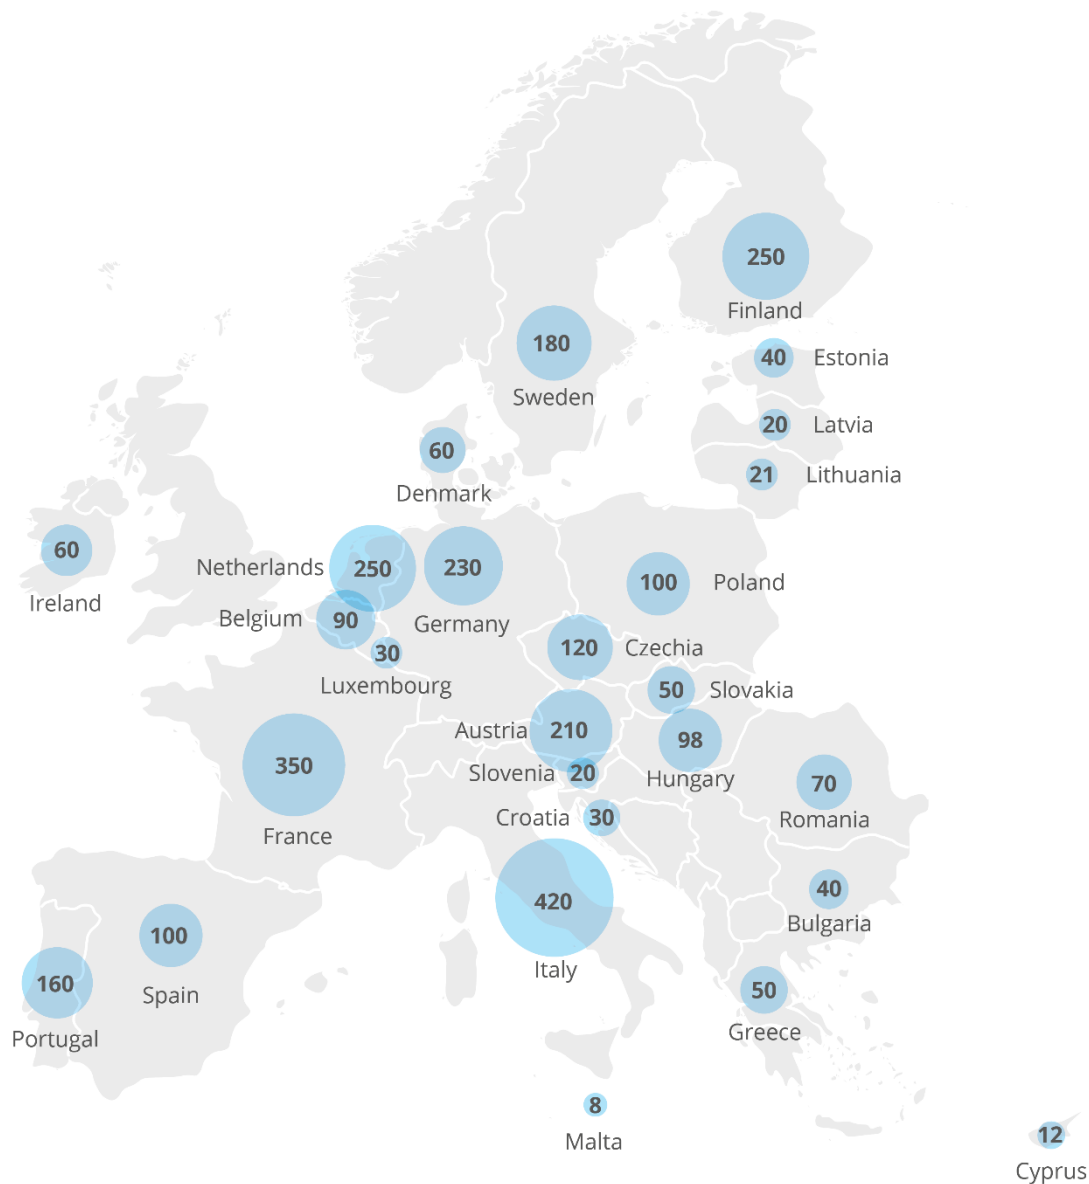 250
Finland
180
Sweden
40 Estonia
20 Latvia
60
Denmark
21 Lithuania
60
Ireland
Netherlands 250
230
Germany
100 Poland
Belgium 90
120 Czechia
30
Luxembourg
50 Slovakia
Austria 210
98
Hungary
350
France
Slovenia 20
70
Romania
Croatia 30
420
Italy
40
Bulgaria
100
Spain
160
Portugal
50
Greece
8
Malta
12
Cyprus